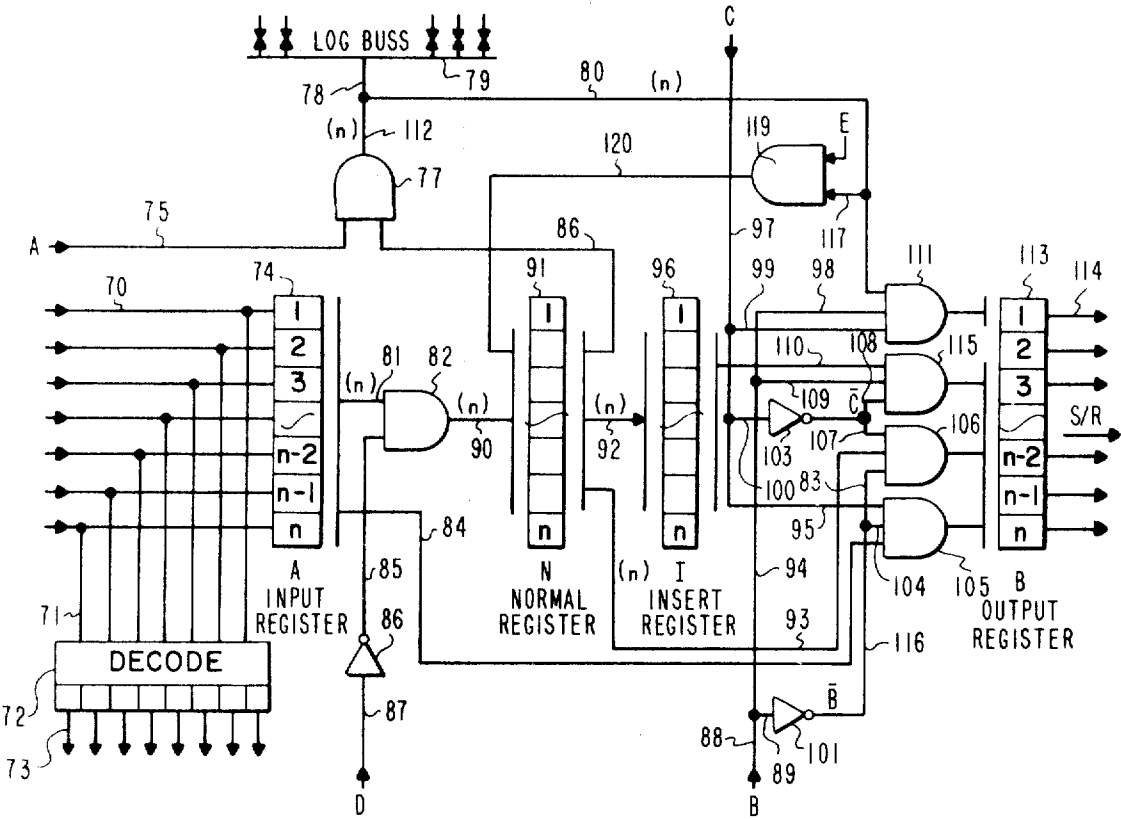 C
LOG BUSS
79
78
80
(n)
(n)
112
119
E
120
77
75
117
A
86
97
91
96
98
111
113
70
74
99
114
1
1
1
1
2
110
108
115
2
3
81
82
(n)
109
C̄
3
(n)
(n)
106
S/R
90
92
103
107
n-2
100
83
n-2
n-1
95
n-1
n
84
n
n
104
n
A
N
I
(n)
94
105
B
85
INPUT
REGISTER
NORMAL
REGISTER
INSERT
REGISTER
OUTPUT
REGISTER
71
86
93
116
DECODE
72
87
B̄
88
89
101
73
D
B